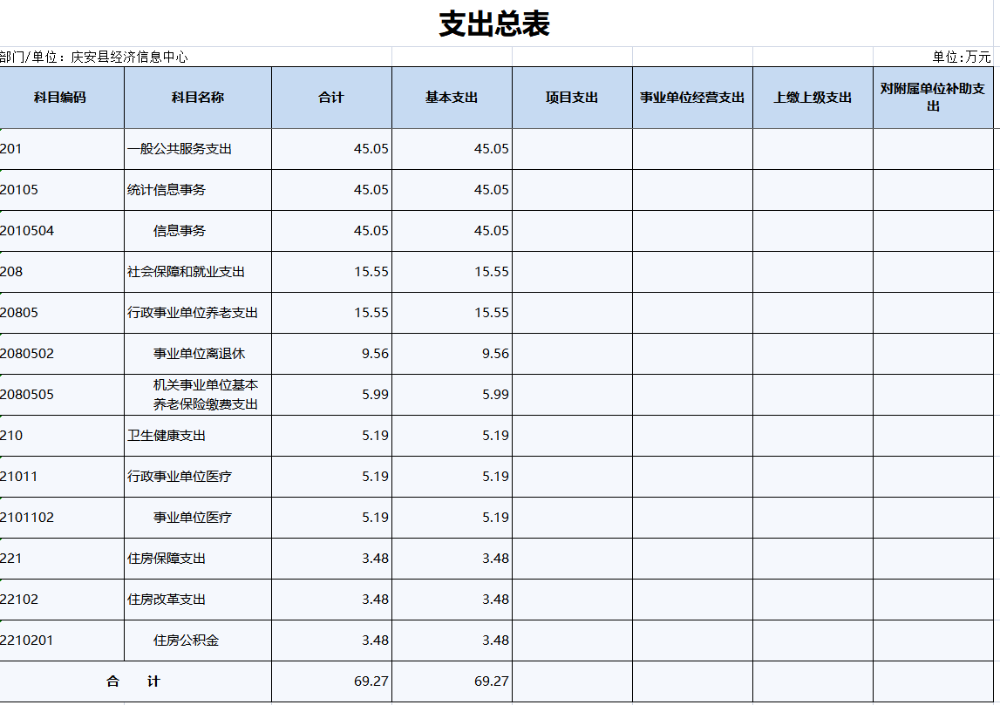 支出总表
部门/单位：庆安县经济信息中心 单位:万元
科目编码 科目名称 合计 基本支出 项目支出 事业单位经营支出 上缴上级支出 对附属单位补助支出
201 一般公共服务支出 45.05 45.05
20105 统计信息事务 45.05 45.05
2010504 信息事务 45.05 45.05
208 社会保障和就业支出 15.55 15.55
20805 行政事业单位养老支出 15.55 15.55
2080502 事业单位离退休 9.56 9.56
2080505 机关事业单位基本养老保险缴费支出 5.99 5.99
210 卫生健康支出 5.19 5.19
21011 行政事业单位医疗 5.19 5.19
2101102 事业单位医疗 5.19 5.19
221 住房保障支出 3.48 3.48
22102 住房改革支出 3.48 3.48
2210201 住房公积金 3.48 3.48
合 计 69.27 69.27